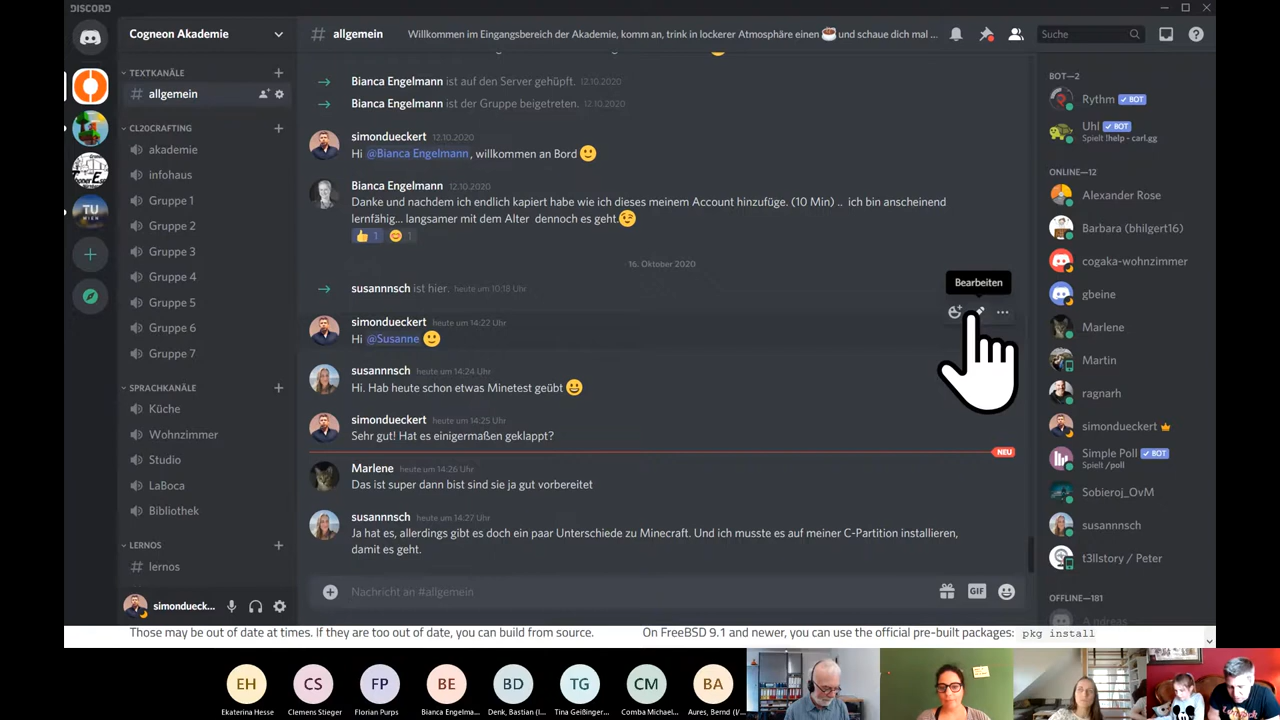 DISCORD
Cogneon Akademie
# allgemein
Willkommen im Eingangsbereich der Akademie, komm an, trink in lockerer Atmosphäre einen ☕ und schaue dich mal ...
Suche
TEXTKANÄLE
# allgemein
CL20CRAFTING
akademie
infohaus
Gruppe 1
Gruppe 2
Gruppe 3
Gruppe 4
Gruppe 5
Gruppe 6
Gruppe 7
SPRACHKANÄLE
Küche
Wohnzimmer
Studio
LaBoca
Bibliothek
LERNOS
lernos
simondueck...
TU
WIEN
Bianca Engelmann ist auf den Server gehüpft. 12.10.2020
Bianca Engelmann ist der Gruppe beigetreten. 12.10.2020
simondueckert 12.10.2020
Hi @Bianca Engelmann, willkommen an Bord 🙂
Bianca Engelmann 12.10.2020
Danke und nachdem ich endlich kapiert habe wie ich dieses meinem Account hinzufüge. (10 Min) .. ich bin anscheinend
lernfähig... langsamer mit dem Alter dennoch es geht😉
👍 1 😊 1
16. Oktober 2020
susannnsch ist hier. heute um 10:18 Uhr
Bearbeiten
simondueckert heute um 14:22 Uhr
Hi @Susanne 🙂
susannnsch heute um 14:24 Uhr
Hi. Hab heute schon etwas Minetest geübt 😀
simondueckert heute um 14:25 Uhr
Sehr gut! Hat es einigermaßen geklappt?
NEU
Marlene heute um 14:26 Uhr
Das ist super dann bist sind sie ja gut vorbereitet
susannnsch heute um 14:27 Uhr
Ja hat es, allerdings gibt es doch ein paar Unterschiede zu Minecraft. Und ich musste es auf meiner C-Partition installieren,
damit es geht.
Nachricht an #allgemein
GIF
BOT—2
Rythm ✓ BOT
Uhl ✓ BOT
Spielt !help - carl.gg
ONLINE—12
Alexander Rose
Barbara (bhilgert16)
cogaka-wohnzimmer
gbeine
Marlene
Martin
ragnarh
simondueckert
Simple Poll ✓ BOT
Spielt /poll
Sobieroj_OvM
susannnsch
t3llstory / Peter
OFFLINE—181
Andreas
Those may be out of date at times. If they are too out of date, you can build from source.
On FreeBSD 9.1 and newer, you can use the official pre-built packages: pkg install
EH
CS
FP
BE
BD
TG
CM
BA
Ekaterina Hesse
Clemens Stieger
Florian Purps
Bianca Engelma...
Denk, Bastian (I...
Tina Geißinger...
Comba Michael...
Aures, Bernd (I/...